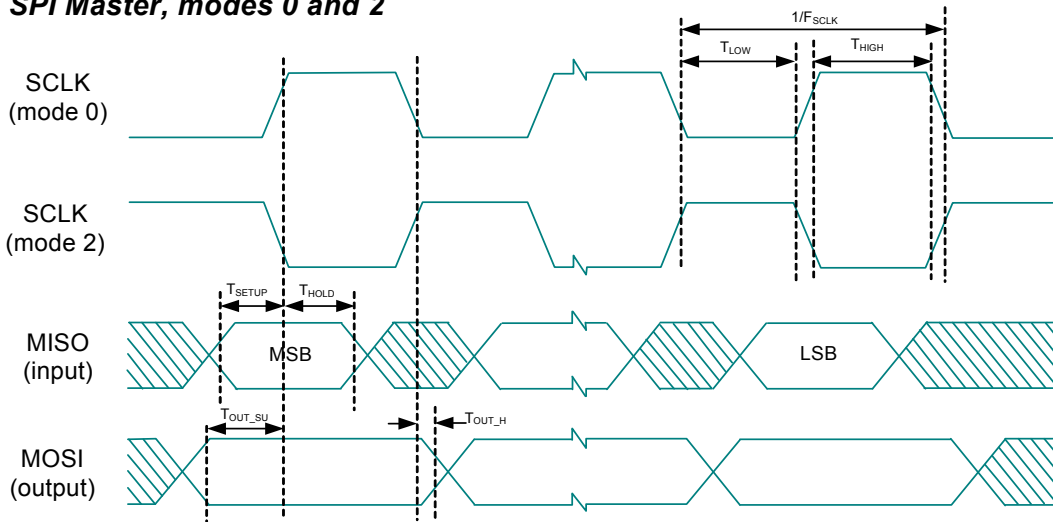 SPI Master, modes 0 and 2
1/FSCLK
TLOW
THIGH
SCLK
(mode 0)
SCLK
(mode 2)
TSETUP
THOLD
MISO
(input)
MSB
LSB
TOUT_SU
TOUT_H
MOSI
(output)